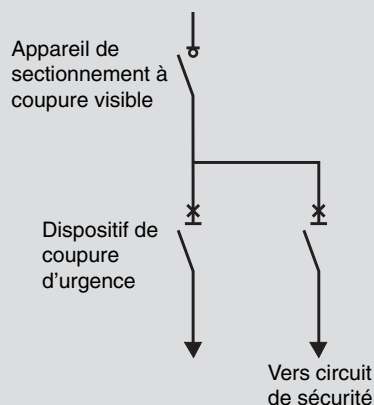 Appareil de
sectionnement à
coupure visible
Dispositif de
coupure
d'urgence
Vers circuit
de sécurité